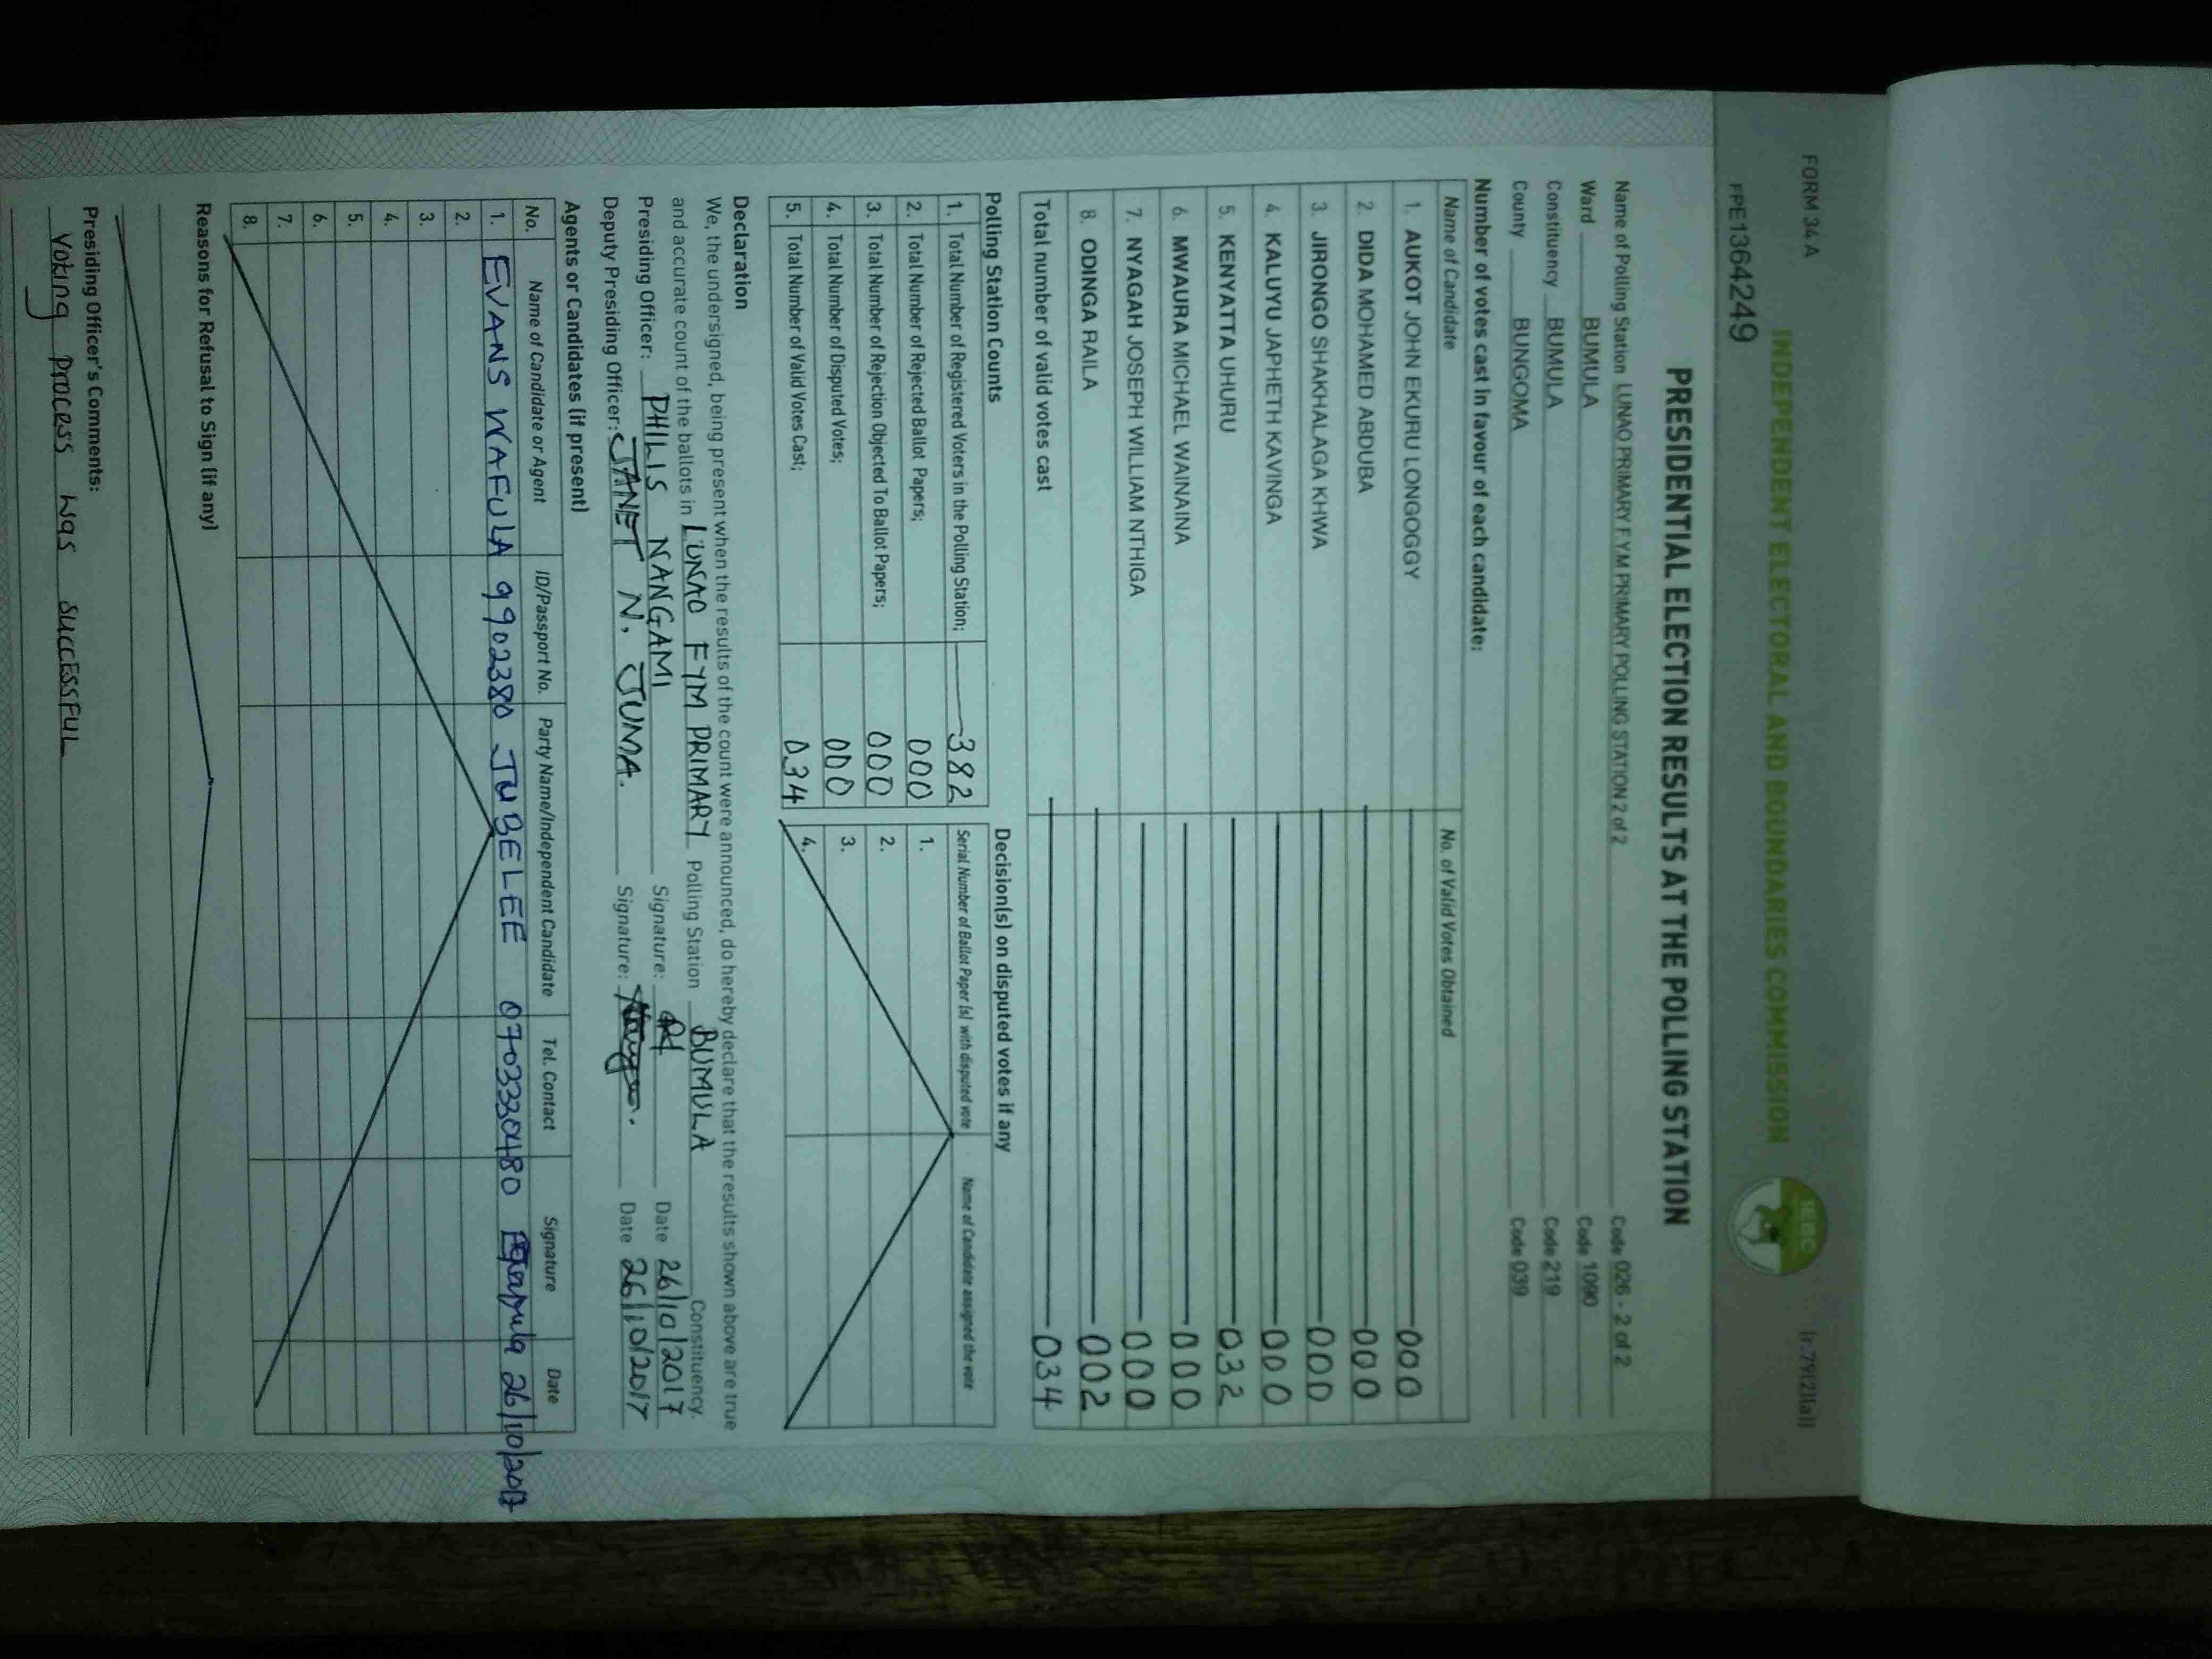 FORM 34 A
Ir.79(2)(a)
INDEPENDENT ELECTORAL AND BOUNDARIES COMMISSION
IEBC
FPE1364249
PRESIDENTIAL ELECTION RESULTS AT THE POLLING STATION
Name of Polling Station LUNAO PRIMARY F.Y.M PRIMARY POLLING STATION 2 of 2 Code 026 - 2 of 2
Ward BUMULA Code 1090
Constituency BUMULA Code 219
County BUNGOMA Code 039
Number of votes cast in favour of each candidate:
Name of Candidate No. of Valid Votes Obtained
1. AUKOT JOHN EKURU LONGOGGY 000
2. DIDA MOHAMED ABDUBA 000
3. JIRONGO SHAKHALAGA KHWA 000
4. KALUYU JAPHETH KAVINGA 000
5. KENYATTA UHURU 032
6. MWAURA MICHAEL WAINAINA 000
7. NYAGAH JOSEPH WILLIAM NTHIGA 000
8. ODINGA RAILA 002
Total number of valid votes cast 034
Polling Station Counts
1. Total Number of Registered Voters in the Polling Station; 382
2. Total Number of Rejected Ballot Papers; 000
3. Total Number of Rejection Objected To Ballot Papers; 000
4. Total Number of Disputed Votes; 000
5. Total Number of Valid Votes Cast; 034
Decision(s) on disputed votes if any
Serial Number of Ballot Paper (s) with disputed vote Name of Candidate assigned the vote
1.
2.
3.
4.
Declaration
We, the undersigned, being present when the results of the count were announced, do hereby declare that the results shown above are true
and accurate count of the ballots in LUNAO FYM PRIMARY Polling Station BUMULA Constituency.
Presiding Officer: PHILIS NANGAMI Signature: Date 26/10/2017
Deputy Presiding Officer: JANET N. JUMA. Signature: Date 26/10/2017
Agents or Candidates (if present)
No. Name of Candidate or Agent ID/Passport No. Party Name/Independent Candidate Tel. Contact Signature Date
1. EVANS WAFULA 9902380 JUBELEE 0703330480 26/10/2017
2.
3.
4.
5.
6.
7.
8.
Reasons for Refusal to Sign (if any)
Presiding Officer's Comments:
Voting process was successful